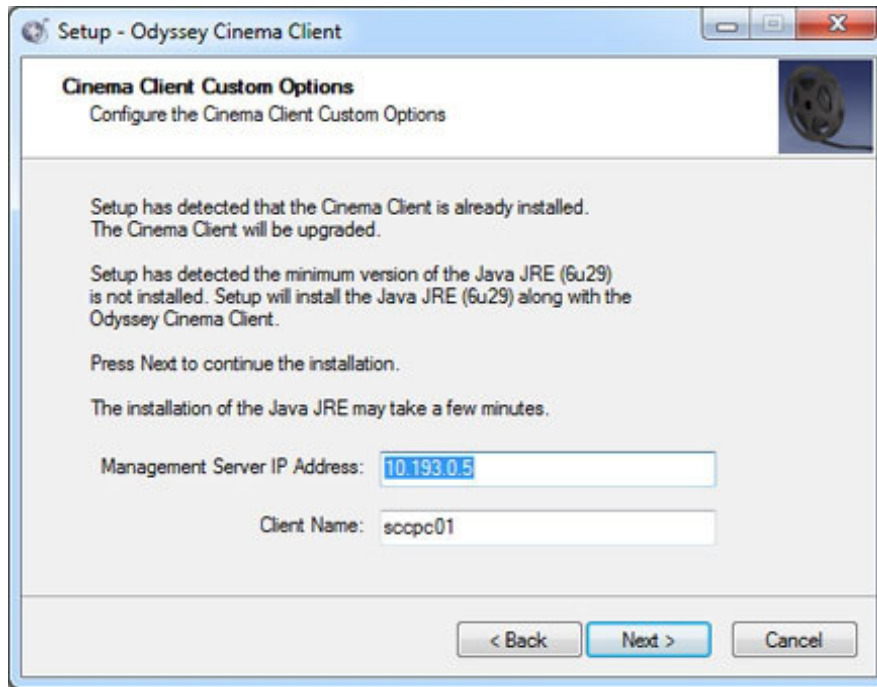 Setup - Odyssey Cinema Client
Cinema Client Custom Options
Configure the Cinema Client Custom Options
Setup has detected that the Cinema Client is already installed.
The Cinema Client will be upgraded.
Setup has detected the minimum version of the Java JRE (6u29)
is not installed. Setup will install the Java JRE (6u29) along with the
Odyssey Cinema Client.
Press Next to continue the installation.
The installation of the Java JRE may take a few minutes.
Management Server IP Address: 10.193.0.5
Client Name: sccpc01
< Back Next > Cancel